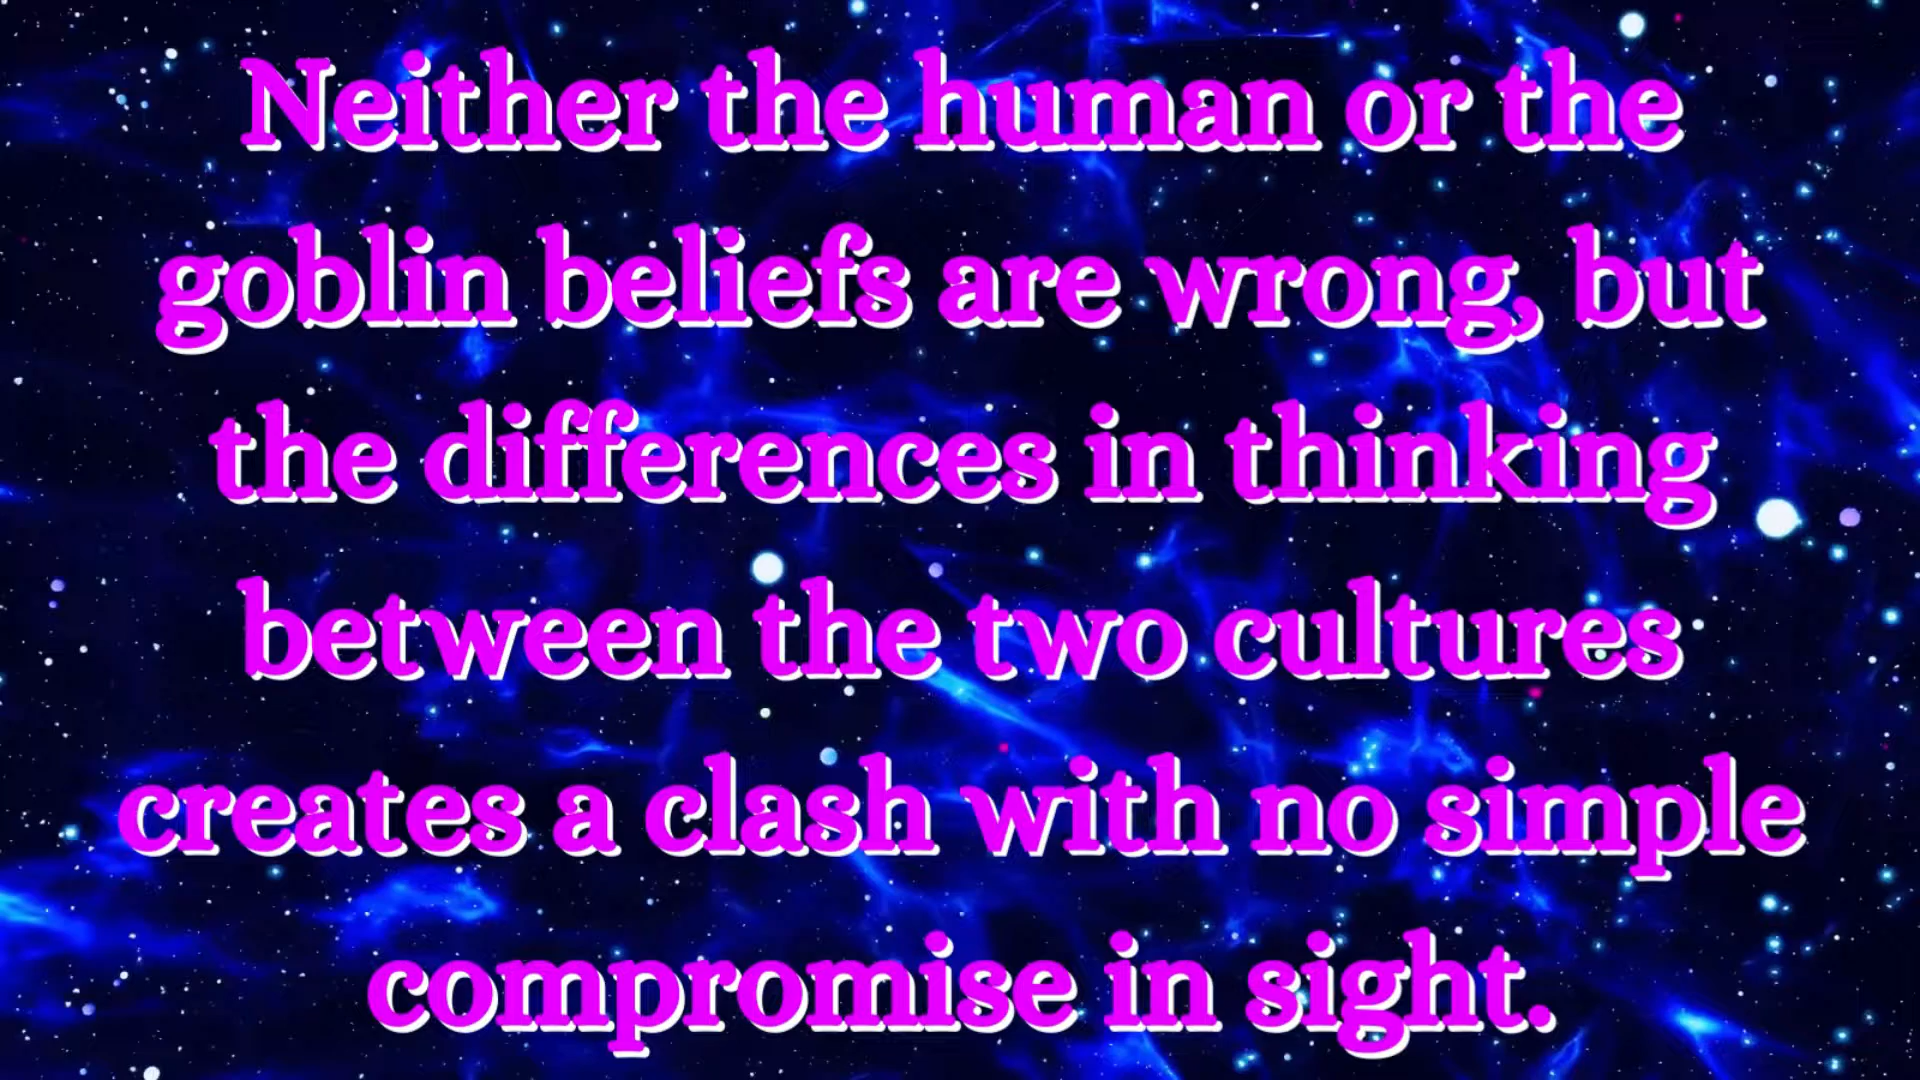 Neither the human or the
goblin beliefs are wrong, but
the differences in thinking
between the two cultures
creates a clash with no simple
compromise in sight.